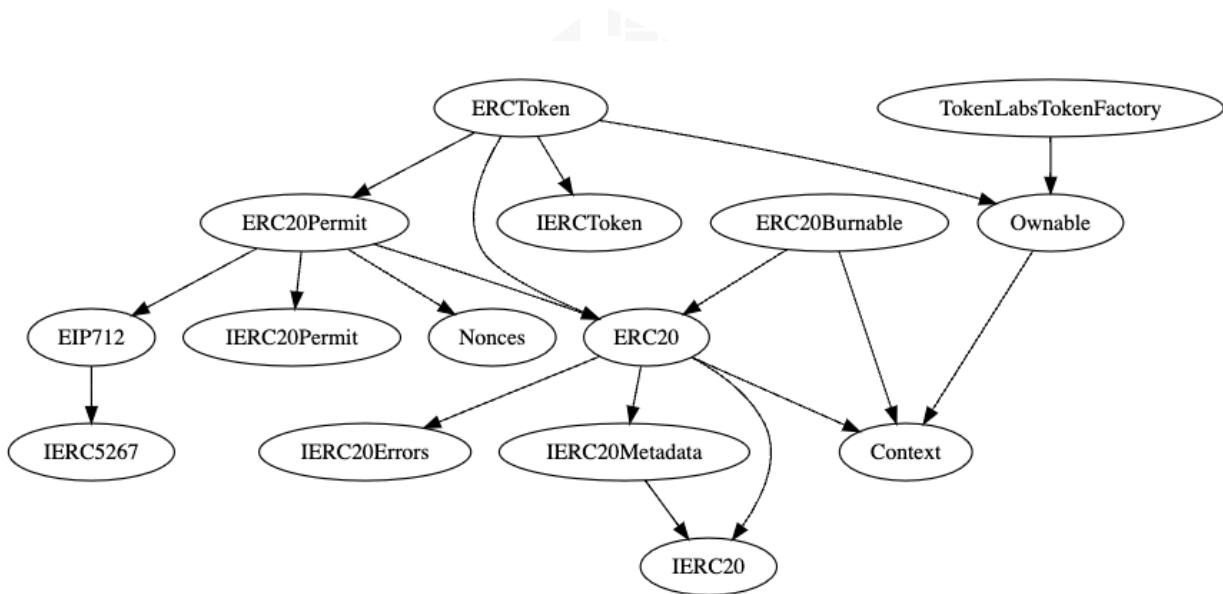 ERCToken
TokenLabsTokenFactory
ERC20Permit
IERCToken
ERC20Burnable
Ownable
EIP712
IERC20Permit
Nonces
ERC20
IERC5267
IERC20Errors
IERC20Metadata
Context
IERC20